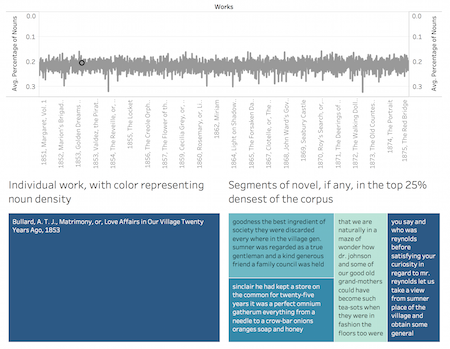 Works
0.0
0.1
0.2
0.3
Avg. Percentage of Nouns
0.0
0.1
0.2
0.3
Avg. Percentage of Nouns
1851. Margaret, Vol. 1
1852. Marion's Brigad..
1853. Golden Dreams..
1853. Valdez, the Pirat..
1854. The Reveille, or..
1855. The Locket
1856. The Creole Orph..
1857. The Flower of th..
1859. Cecilia Grey, or..
1860. Rosemary, or, Li..
1862. Miriam
1864. Light on Shadow..
1866. The Forsaken Da..
1867. Clotelle, or, The..
1868. John Ward's Gov..
1869. Seabury Castle
1870. Roy's Search, or..
1871. The Deerings of..
1872. The Walking Doll..
1873. The Old Countes..
1874. The Portrait
1875. The Red Bridge
Individual work, with color representing
noun density
Segments of novel, if any, in the top 25%
densest of the corpus
Bullard, A. T. J., Matrimony, or, Love Affairs in Our Village Twenty
Years Ago, 1853
goodness the best ingredient of
society they were discarded
every where in the village gen.
sumner was regarded as a true
gentleman and a kind generous
friend a family council was held
sinclair he had kept a store on
the common for twenty-five
years it was a perfect omnium
gatherum everything from a
needle to a crow-bar onions
oranges soap and honey
that we are
naturally in a
maze of
wonder how
dr. johnson
and some of
our good old
grand-mothers
could have
become such
tea-sots when
they were in
fashion the
floors too were
you say and
who was
reynolds
before
satisfying your
curiosity in
regard to mr.
reynolds let us
take a view
from sumner
place of the
village and
obtain some
general